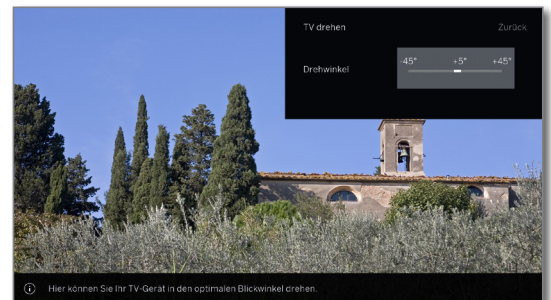 TV drehen Zurück
-45° +5° +45°
Drehwinkel
Hier können Sie Ihr TV-Gerät in den optimalen Blickwinkel drehen.